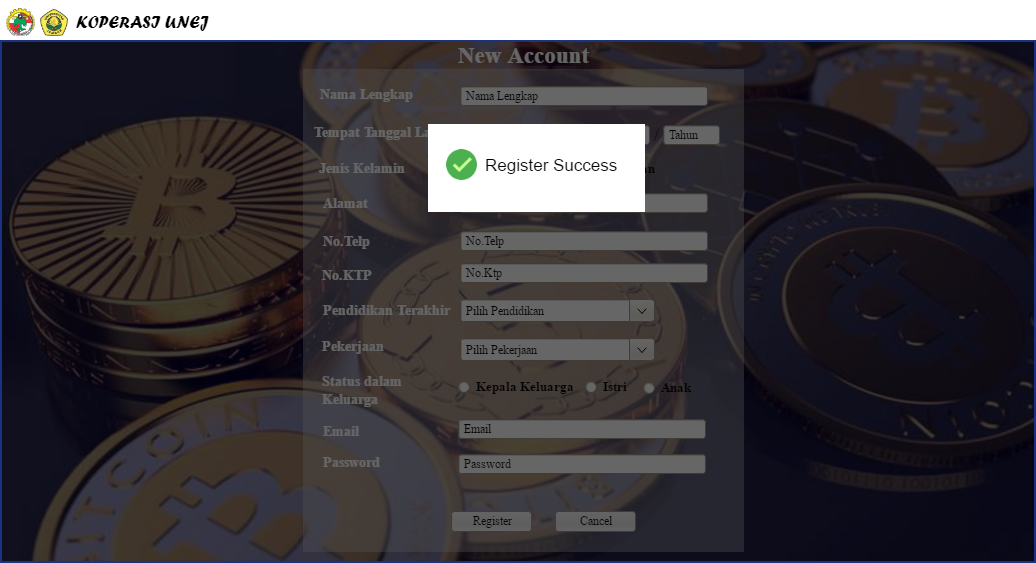 KOPERASI UNEJ
New Account
Nama Lengkap Nama Lengkap
Tempat Tanggal La / Tahun
Register Success
Jenis Kelamin an
Alamat
No.Telp No.Telp
No.KTP No.Ktp
Pendidikan Terakhir Pilih Pendidikan
Pekerjaan Pilih Pekerjaan
Status dalam
Keluarga
Kepala Keluarga Istri Anak
Email Email
Password Password
Register Cancel
BITCOIN